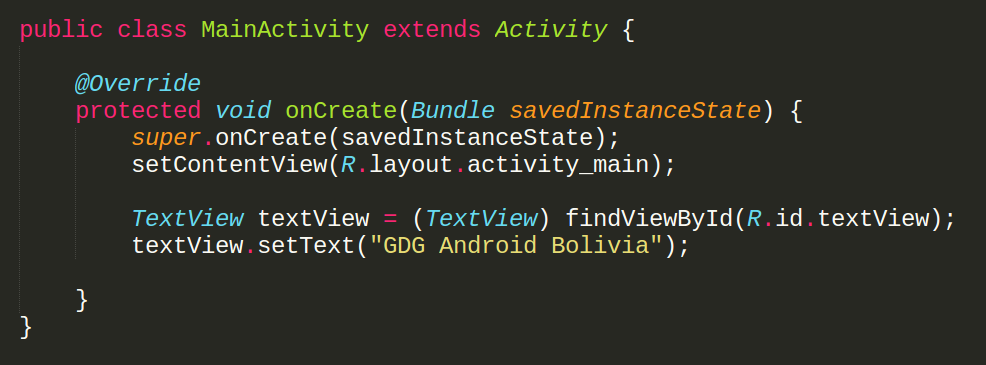 public class MainActivity extends Activity {
@Override
protected void onCreate(Bundle savedInstanceState) {
super.onCreate(savedInstanceState);
setContentView(R.layout.activity_main);
TextView textView = (TextView) findViewById(R.id.textView);
textView.setText("GDG Android Bolivia");
}
}